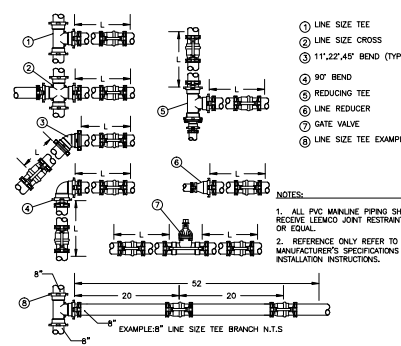 L
1 LINE SIZE TEE
2 LINE SIZE CROSS
3 11°,22°,45° BEND (TYP
4 90° BEND
5 REDUCING TEE
6 LINE REDUCER
7 GATE VALVE
8 LINE SIZE TEE EXAMPL
1
L
L
2
L
L
5
3
L
L
L
6
L
4
L
7
L
L
NOTES:
1. ALL PVC MAINLINE PIPING SH
RECEIVE LEEMCO JOINT RESTRAINT
OR EQUAL.
2. REFERENCE ONLY REFER TO
MANUFACTURER'S SPECIFICATIONS
INSTALLATION INSTRUCTIONS.
8"
52
20
20
8
8"
EXAMPLE:8" LINE SIZE TEE BRANCH N.T.S
8"